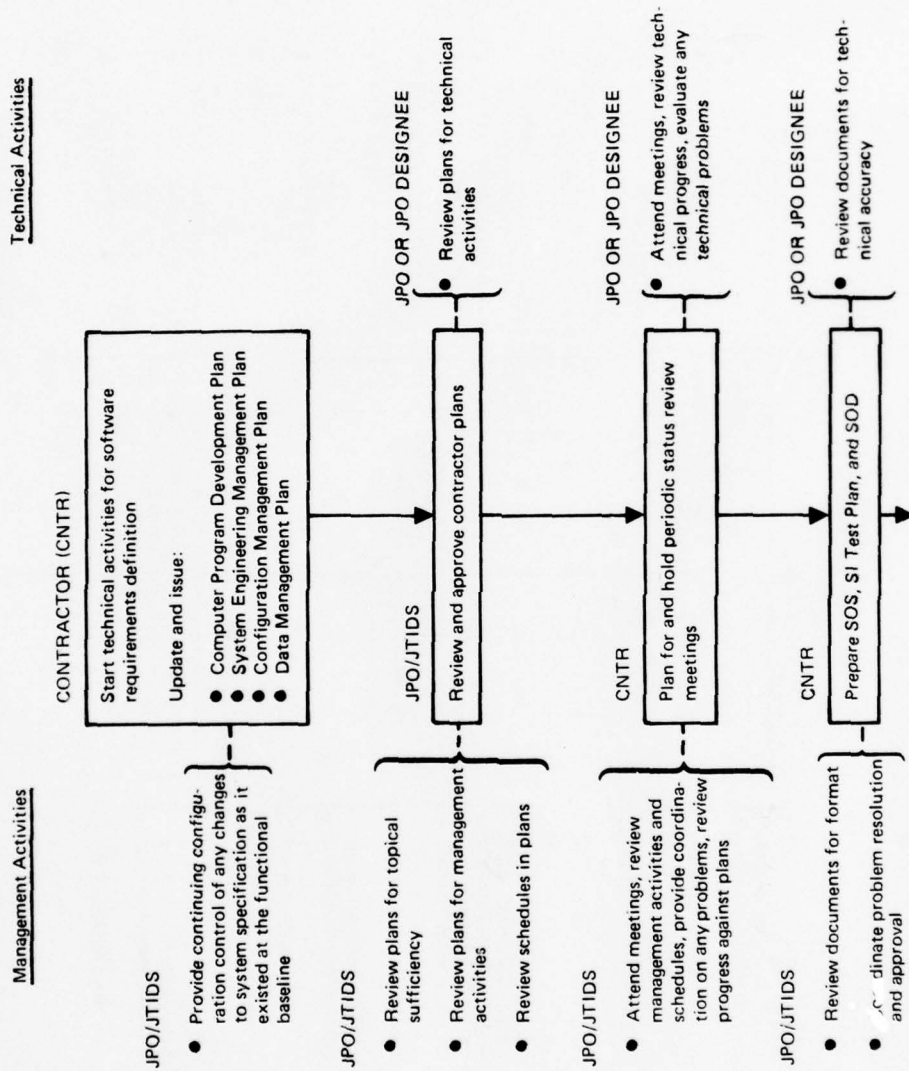 Management Activities
Technical Activities
CONTRACTOR (CNTR)
Start technical activities for software
requirements definition
Update and issue:
● Computer Program Development Plan
● System Engineering Management Plan
● Configuration Management Plan
● Data Management Plan
JPO/JTIDS
● Provide continuing configu-
ration control of any changes
to system specification as it
existed at the functional
baseline
JPO/JTIDS
● Review plans for topical
sufficiency
● Review plans for management
activities
● Review schedules in plans
JPO/JTIDS
Review and approve contractor plans
JPO OR JPO DESIGNEE
● Review plans for technical
activities
JPO/JTIDS
● Attend meetings, review
management activities and
schedules, provide coordina-
tion on any problems, review
progress against plans
CNTR
Plan for and hold periodic status review
meetings
JPO OR JPO DESIGNEE
● Attend meetings, review tech-
nical progress, evaluate any
technical problems
JPO/JTIDS
● Review documents for format
● dinate problem resolution
and approval
CNTR
Prepare SOS, SI Test Plan, and SOD
JPO OR JPO DESIGNEE
● Review documents for tech-
nical accuracy